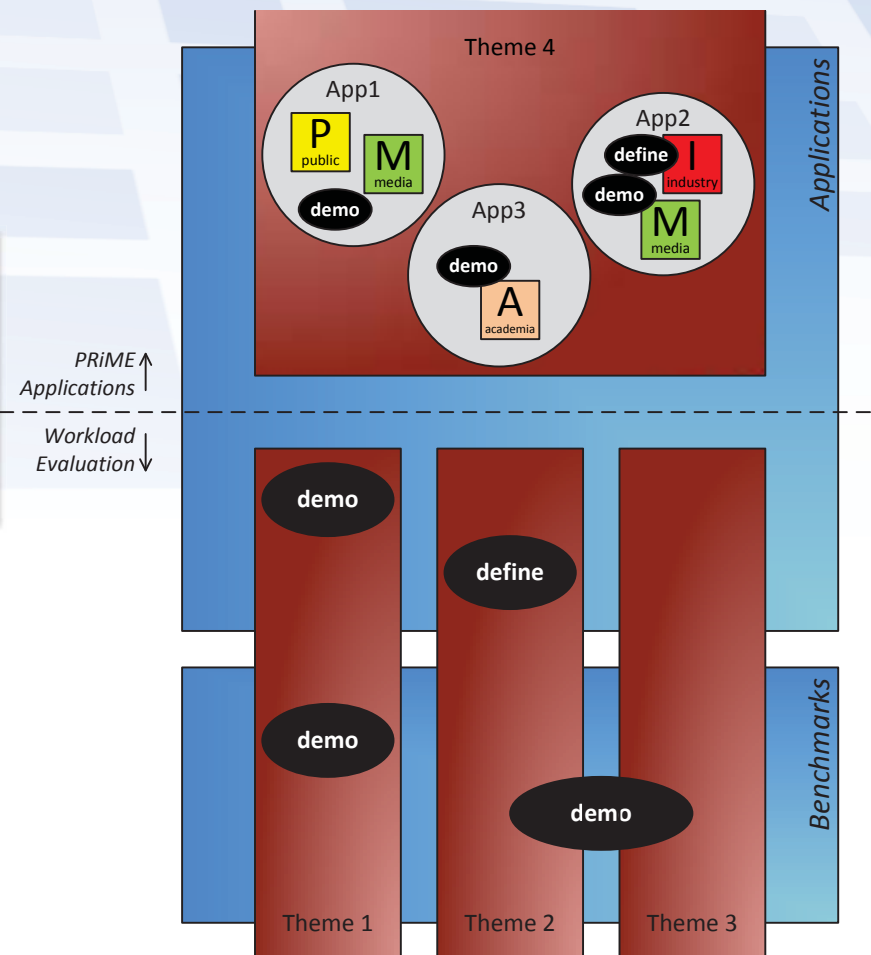 Theme 4
App1
P
public
M
media
demo
App2
define
I
industry
demo
M
media
App3
demo
A
academia
Applications
PRiME
Applications
Workload
Evaluation
demo
define
demo
demo
Benchmarks
Theme 1
Theme 2
Theme 3